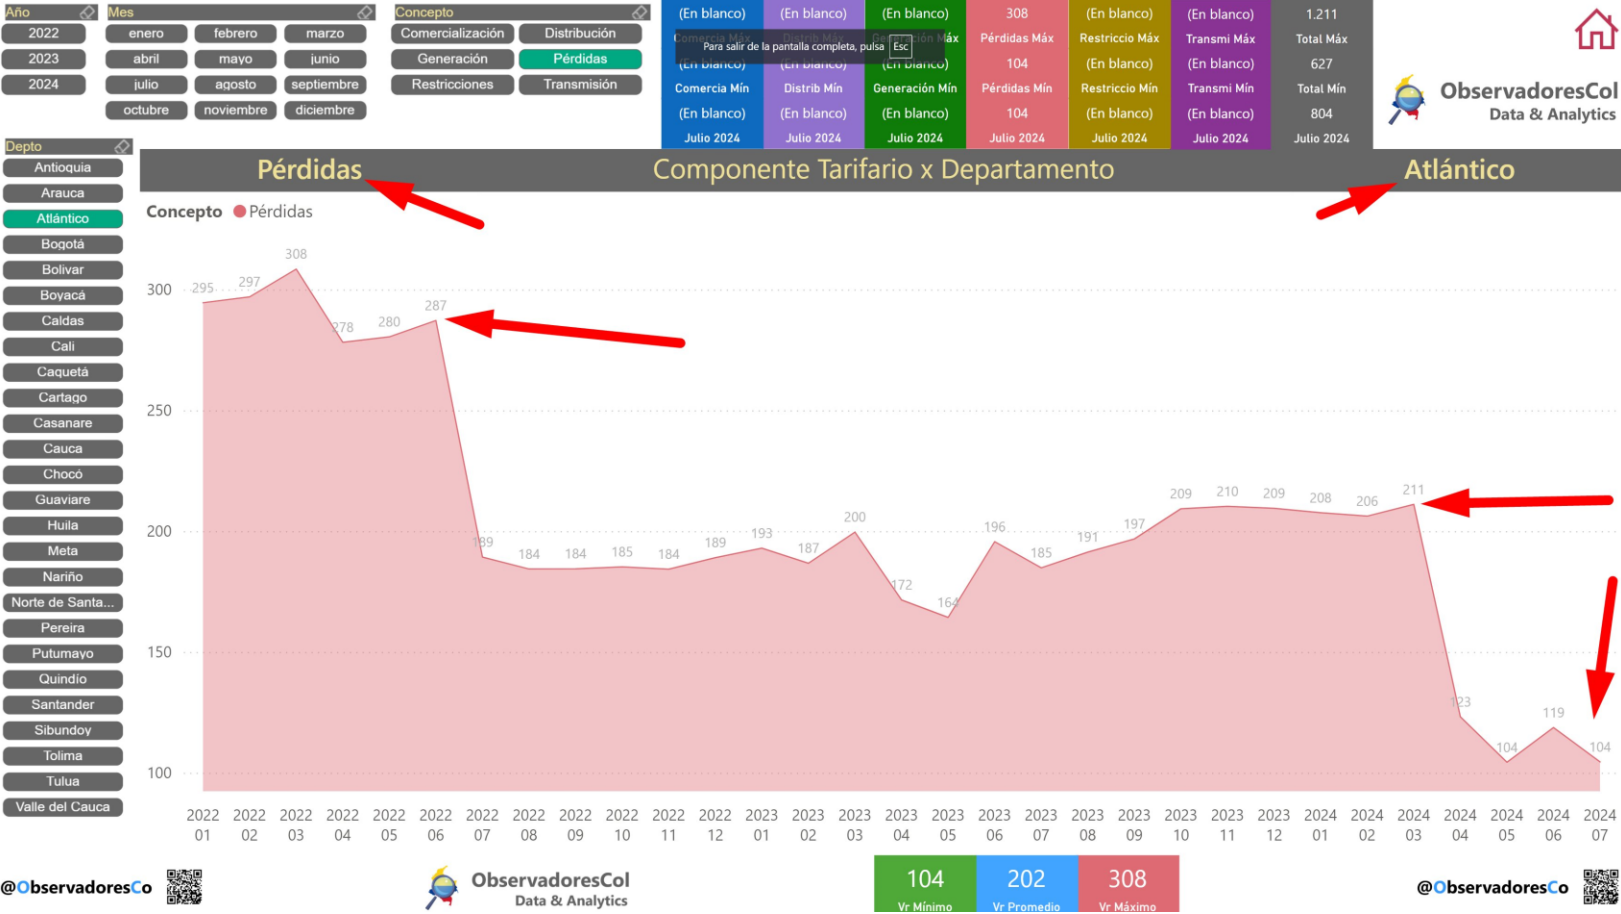 Año
2022
2023
2024
Mes
enero febrero marzo
abril mayo junio
julio agosto septiembre
octubre noviembre diciembre
Concepto
Comercialización Distribución
Generación Pérdidas
Restricciones Transmisión
(En blanco) (En blanco) (En blanco) 308 (En blanco) (En blanco) 1.211
Comercia Máx Distrib Máx Generación Máx Pérdidas Máx Restriccio Máx Transmi Máx Total Máx
Para salir de la pantalla completa, pulsa Esc
(En blanco) (En blanco) (En blanco) 104 (En blanco) (En blanco) 627
Comercia Mín Distrib Mín Generación Mín Pérdidas Mín Restriccio Mín Transmi Mín Total Mín
(En blanco) (En blanco) (En blanco) 104 (En blanco) (En blanco) 804
Julio 2024 Julio 2024 Julio 2024 Julio 2024 Julio 2024 Julio 2024 Julio 2024
ObservadoresCol
Data & Analytics
Depto
Antioquia
Arauca
Atlántico
Bogotá
Bolivar
Boyacá
Caldas
Cali
Caquetá
Cartago
Casanare
Cauca
Chocó
Guaviare
Huila
Meta
Nariño
Norte de Santa...
Pereira
Putumayo
Quindío
Santander
Sibundoy
Tolima
Tulua
Valle del Cauca
Pérdidas Componente Tarifario x Departamento Atlántico
Concepto Pérdidas
300
250
200
150
100
295 297 308 278 280 287 189 184 184 185 184 189 193 187 200 172 164 196 185 191 197 209 210 209 208 206 211 123 104 119 104
2022 2022 2022 2022 2022 2022 2022 2022 2022 2022 2022 2022 2023 2023 2023 2023 2023 2023 2023 2023 2023 2023 2023 2023 2024 2024 2024 2024 2024 2024 2024
01 02 03 04 05 06 07 08 09 10 11 12 01 02 03 04 05 06 07 08 09 10 11 12 01 02 03 04 05 06 07
@ObservadoresCo
ObservadoresCol
Data & Analytics
104 202 308
Vr Mínimo Vr Promedio Vr Máximo
@ObservadoresCo